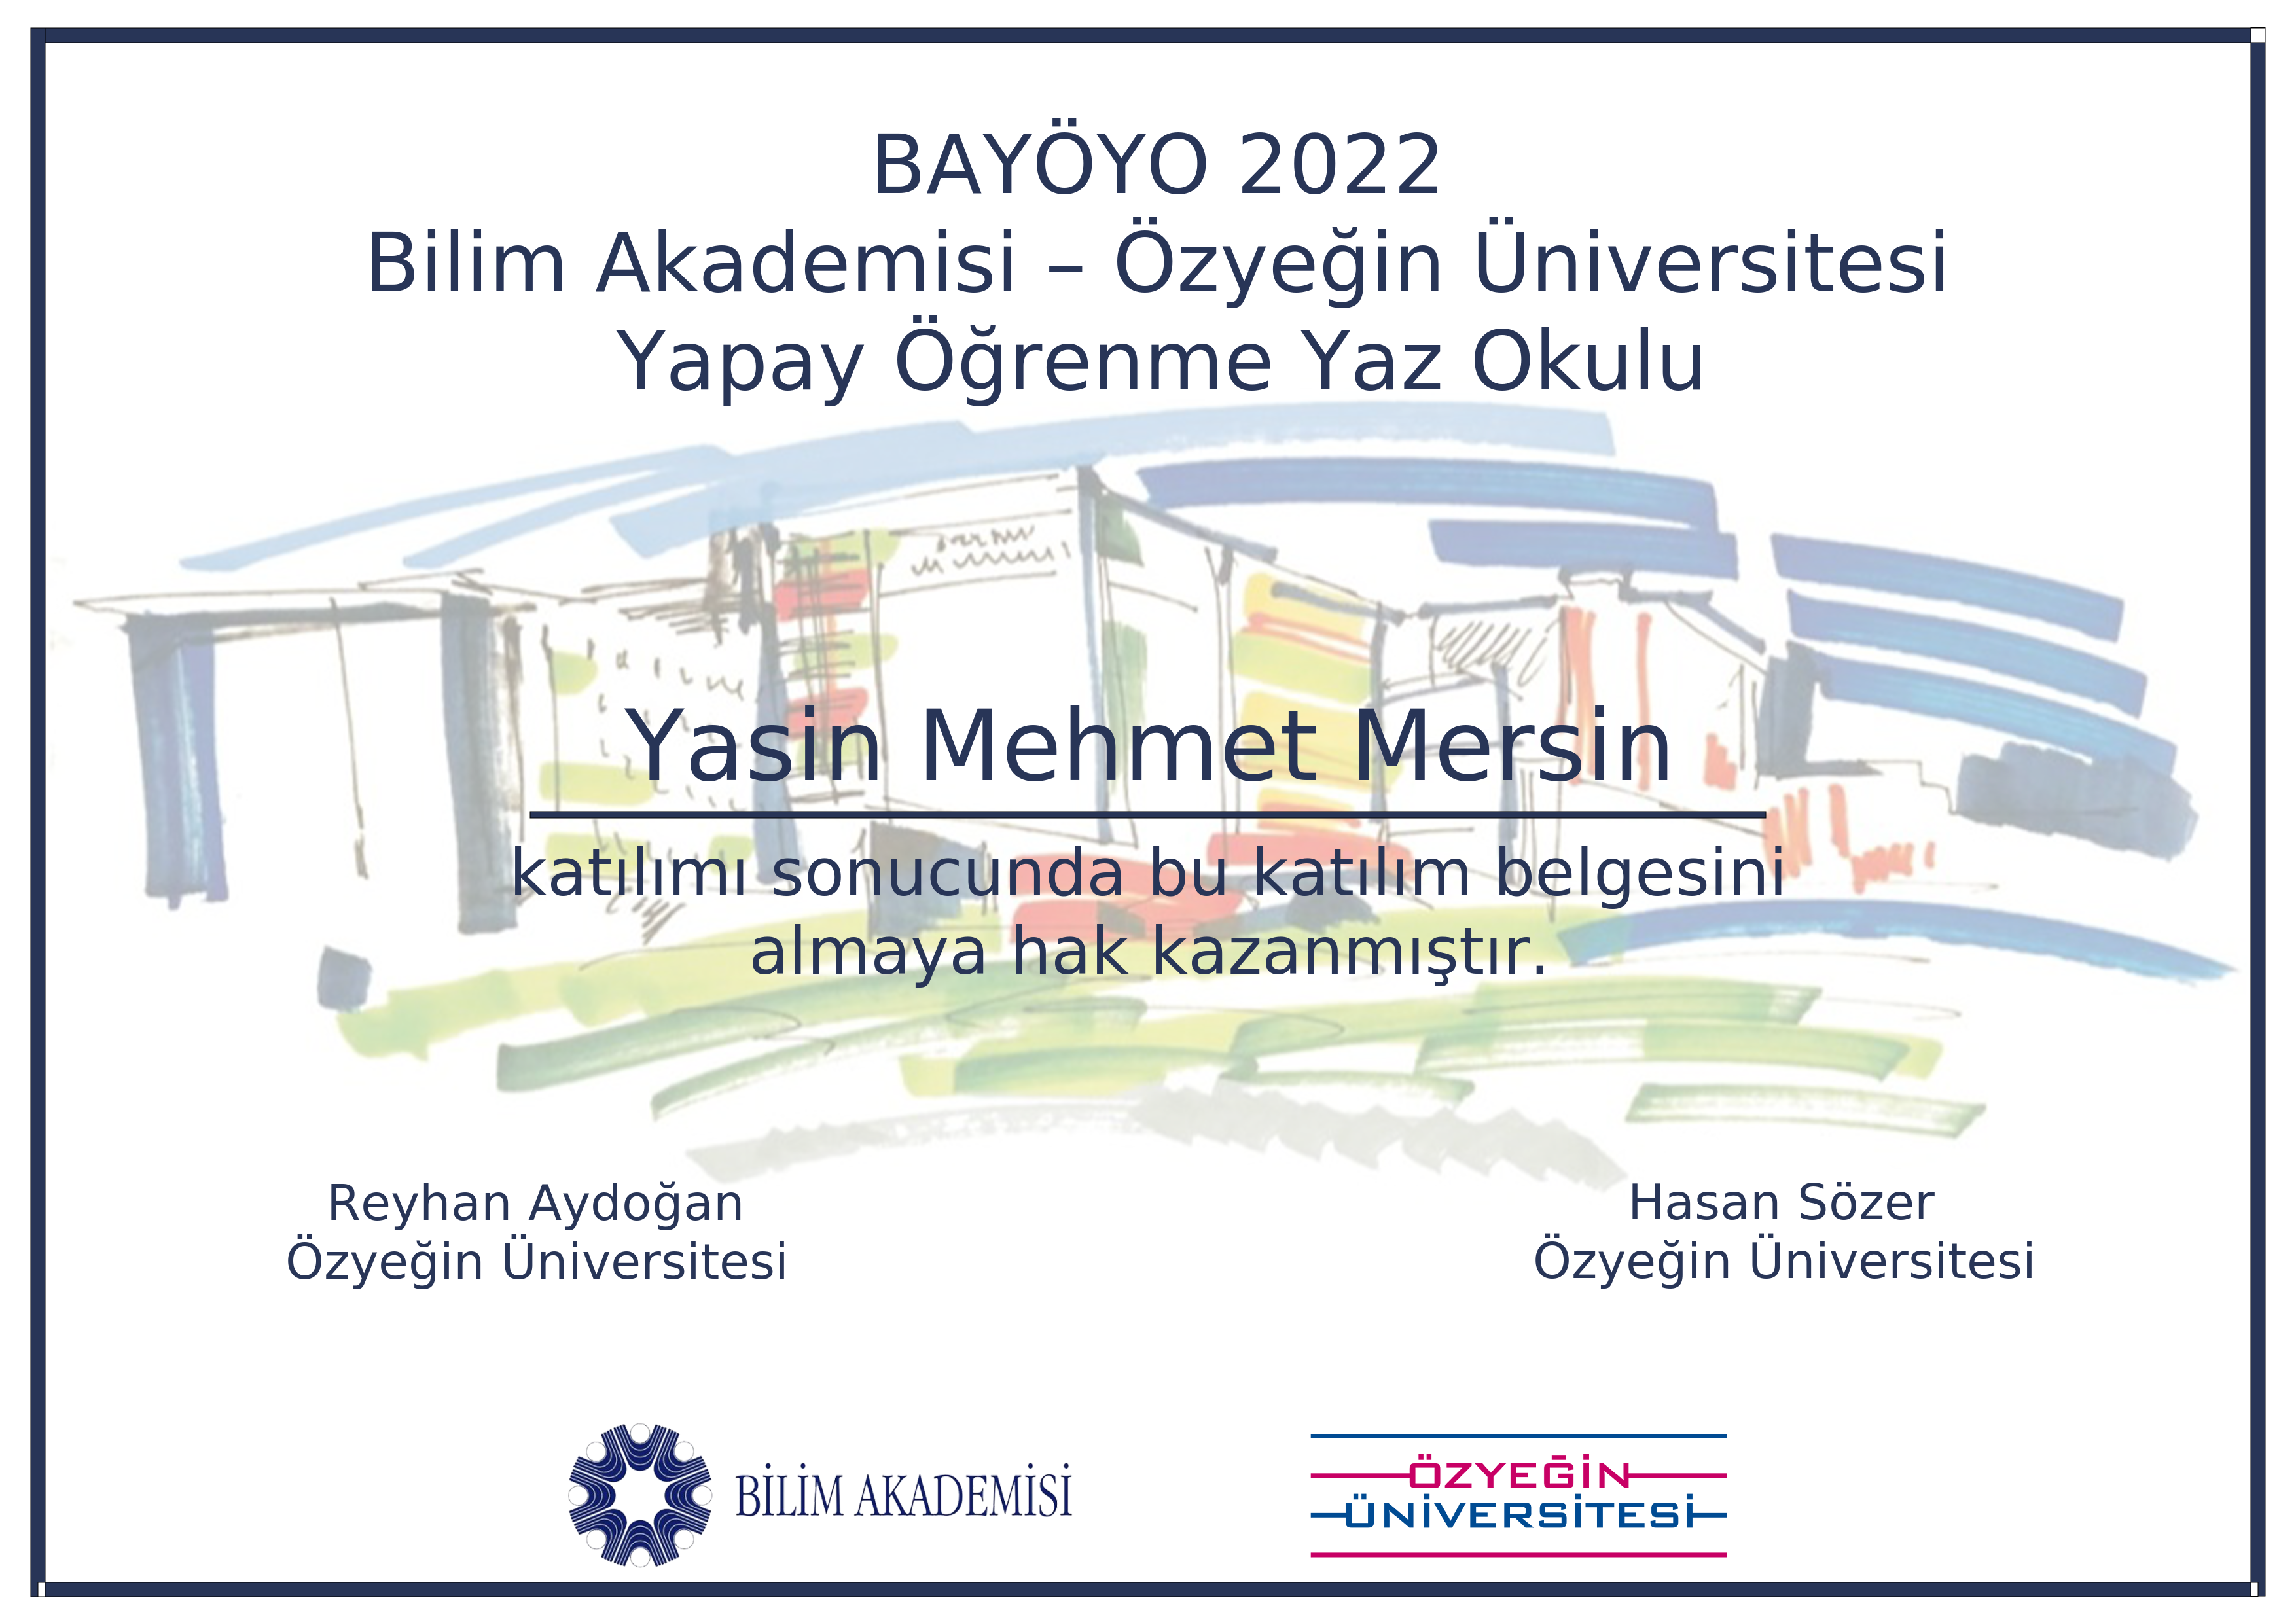 BAYÖYO 2022
Bilim Akademisi – Özyeğin Üniversitesi
Yapay Öğrenme Yaz Okulu
Yasin Mehmet Mersin
katılımı sonucunda bu katılım belgesini
almaya hak kazanmıştır.
Reyhan Aydoğan
Özyeğin Üniversitesi
Hasan Sözer
Özyeğin Üniversitesi
BİLİM AKADEMİSİ
ÖZYEĞİN
ÜNİVERSİTESİ